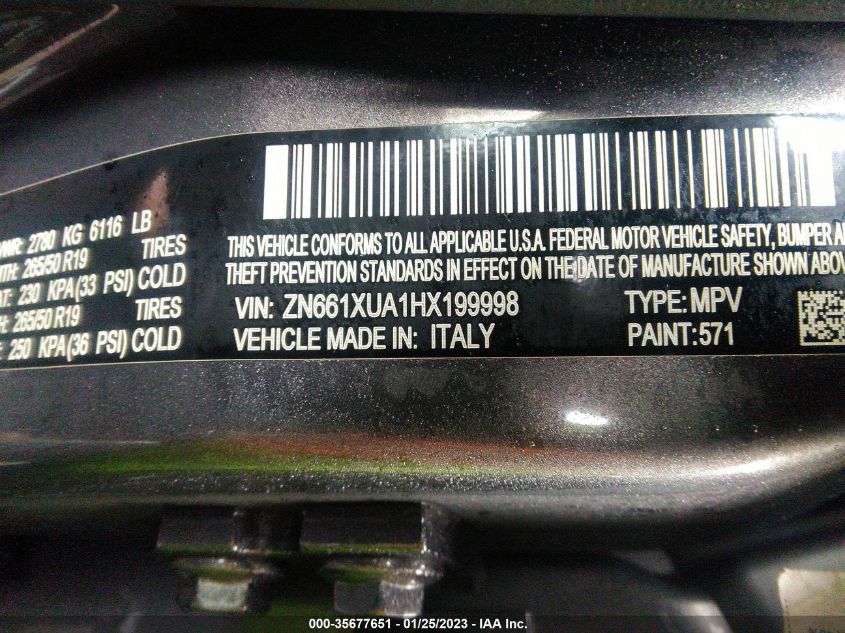 2780 KG 6116 LB
265/50 R19 TIRES
230 KPA(33 PSI) COLD
265/50 R19 TIRES
250 KPA(36 PSI) COLD
THIS VEHICLE CONFORMS TO ALL APPLICABLE U.S.A. FEDERAL MOTOR VEHICLE SAFETY, BUMPER
THEFT PREVENTION STANDARDS IN EFFECT ON THE DATE OF MANUFACTURE SHOWN
VIN: ZN661XUA1HX199998 TYPE: MPV
VEHICLE MADE IN: ITALY PAINT:571
000-35677651 - 01/25/2023 - IAA Inc.